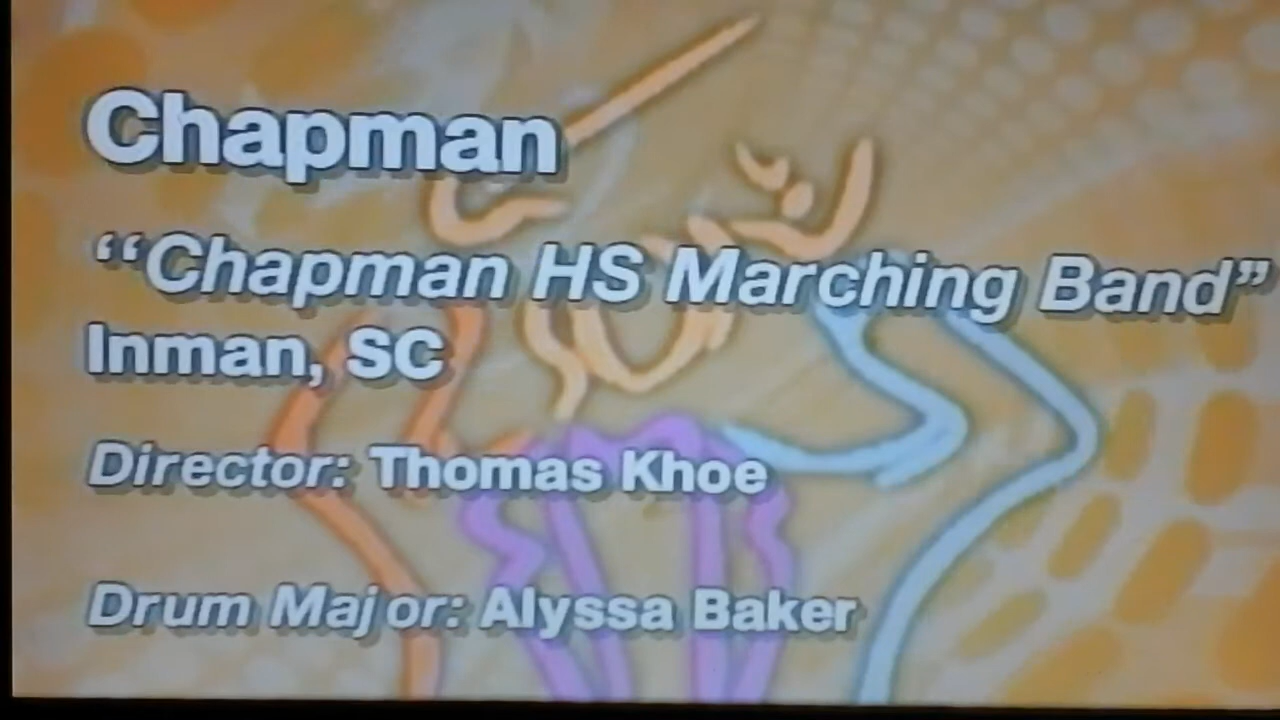 Chapman
“Chapman HS Marching Band”
Inman, SC
Director: Thomas Khoe
Drum Major: Alyssa Baker